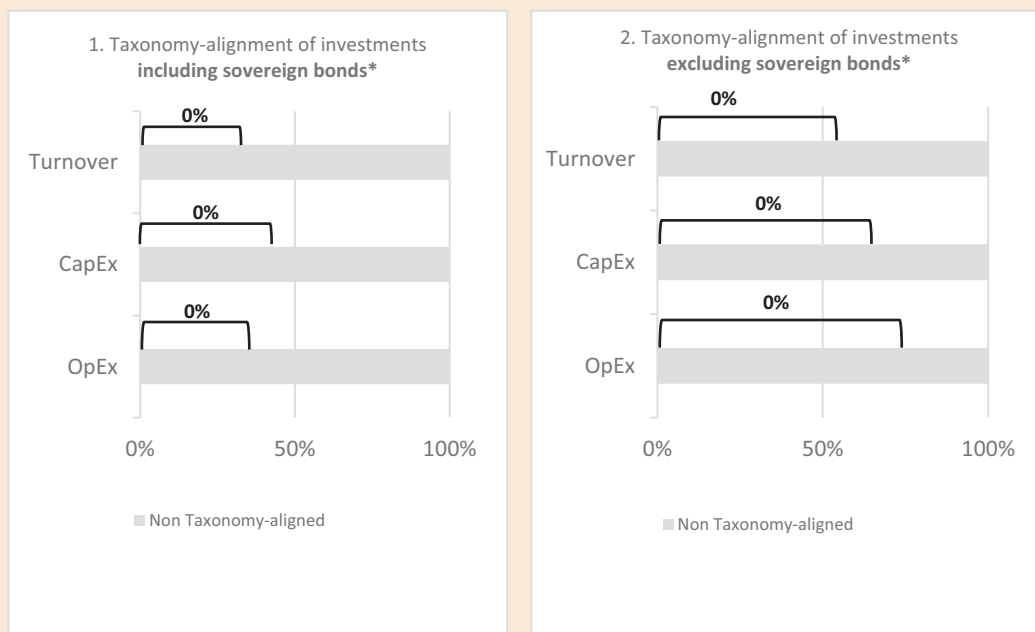 1. Taxonomy-alignment of investments
including sovereign bonds*
0%
Turnover
0%
CapEx
0%
OpEx
0%
50%
100%
Non Taxonomy-aligned
2. Taxonomy-alignment of investments
excluding sovereign bonds*
0%
Turnover
0%
CapEx
0%
OpEx
0%
50%
100%
Non Taxonomy-aligned